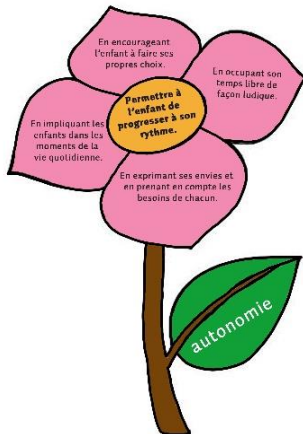 En encourageant
l'enfant à faire ses
propres choix.
En occupant son
temps libre de
façon ludique.
Permettre à
l'enfant de
progresser à son
rythme.
En impliquant les
enfants dans les
moments de la
vie quotidienne.
En exprimant ses envies et
en prenant en compte les
besoins de chacun.
autonomie